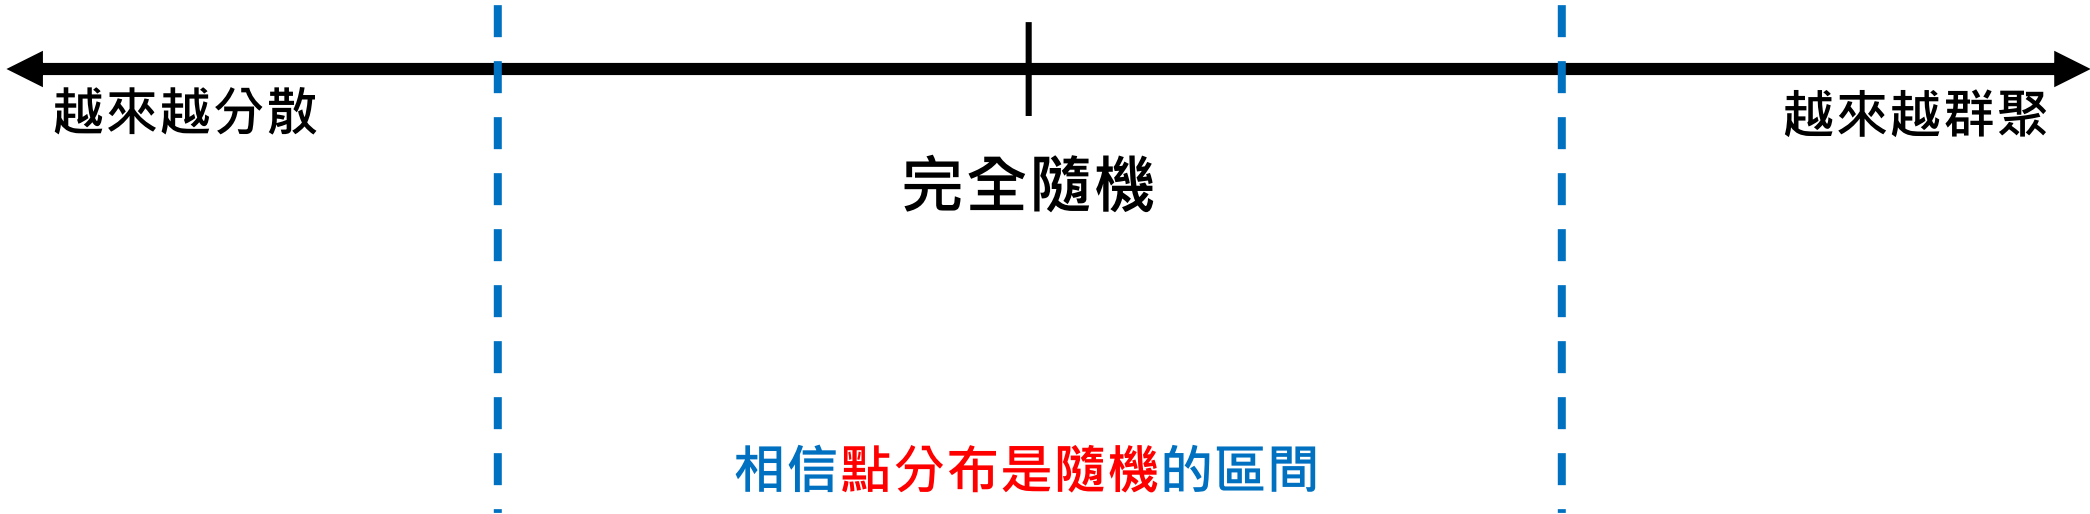 越來越分散
越來越群聚
完全隨機
相信點分布是隨機的區間